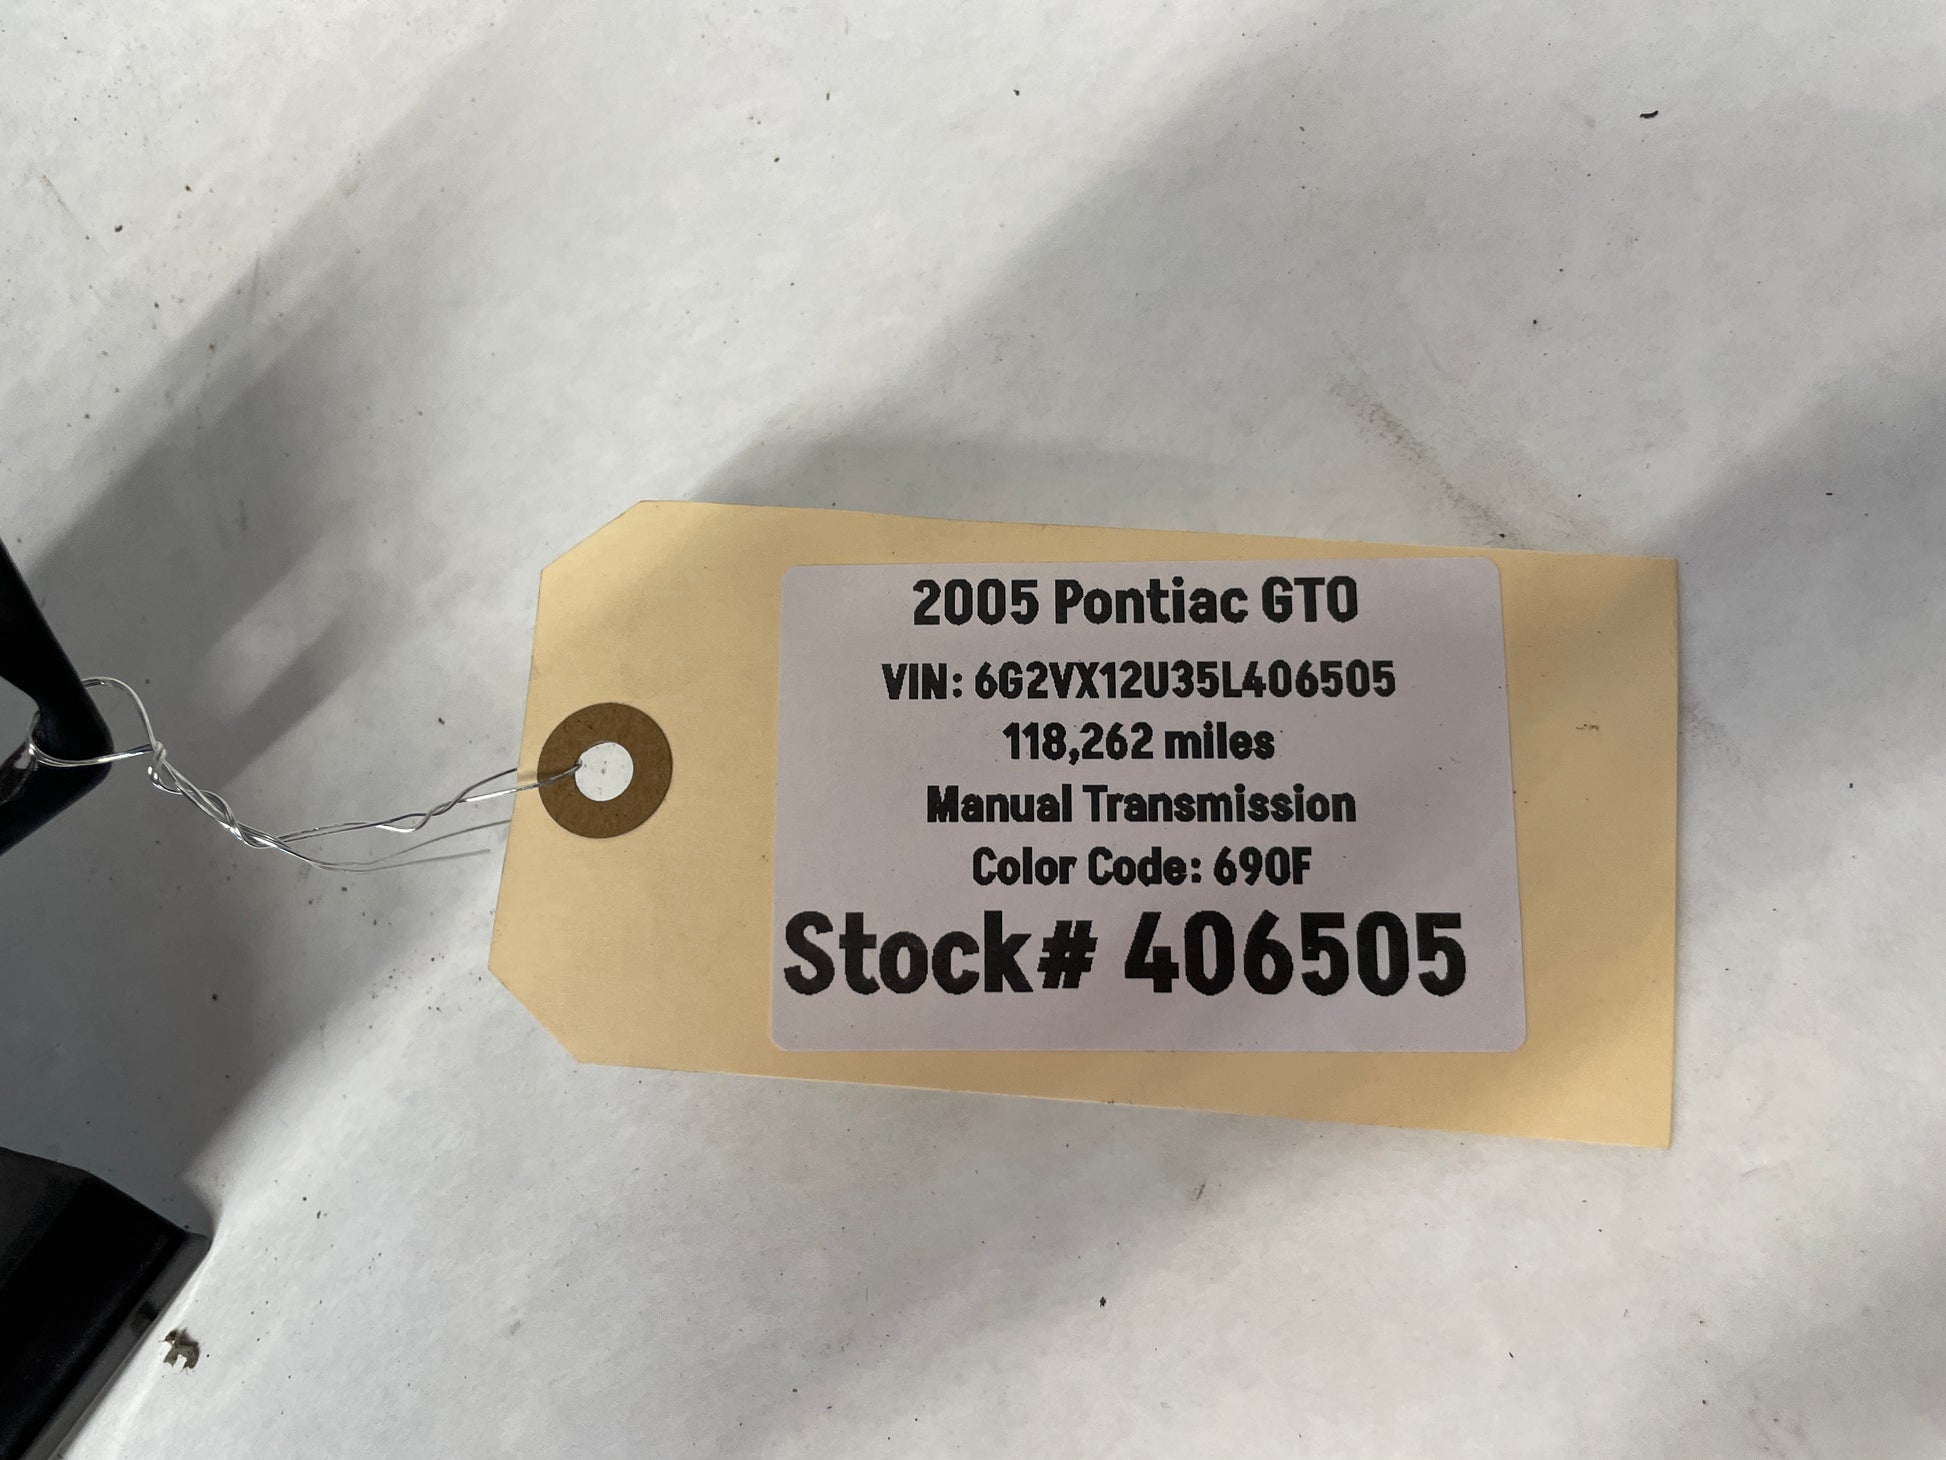 2005 Pontiac GTO
VIN: 6G2VX12U35L406505
118,262 miles
Manual Transmission
Color Code: 690F
Stock# 406505